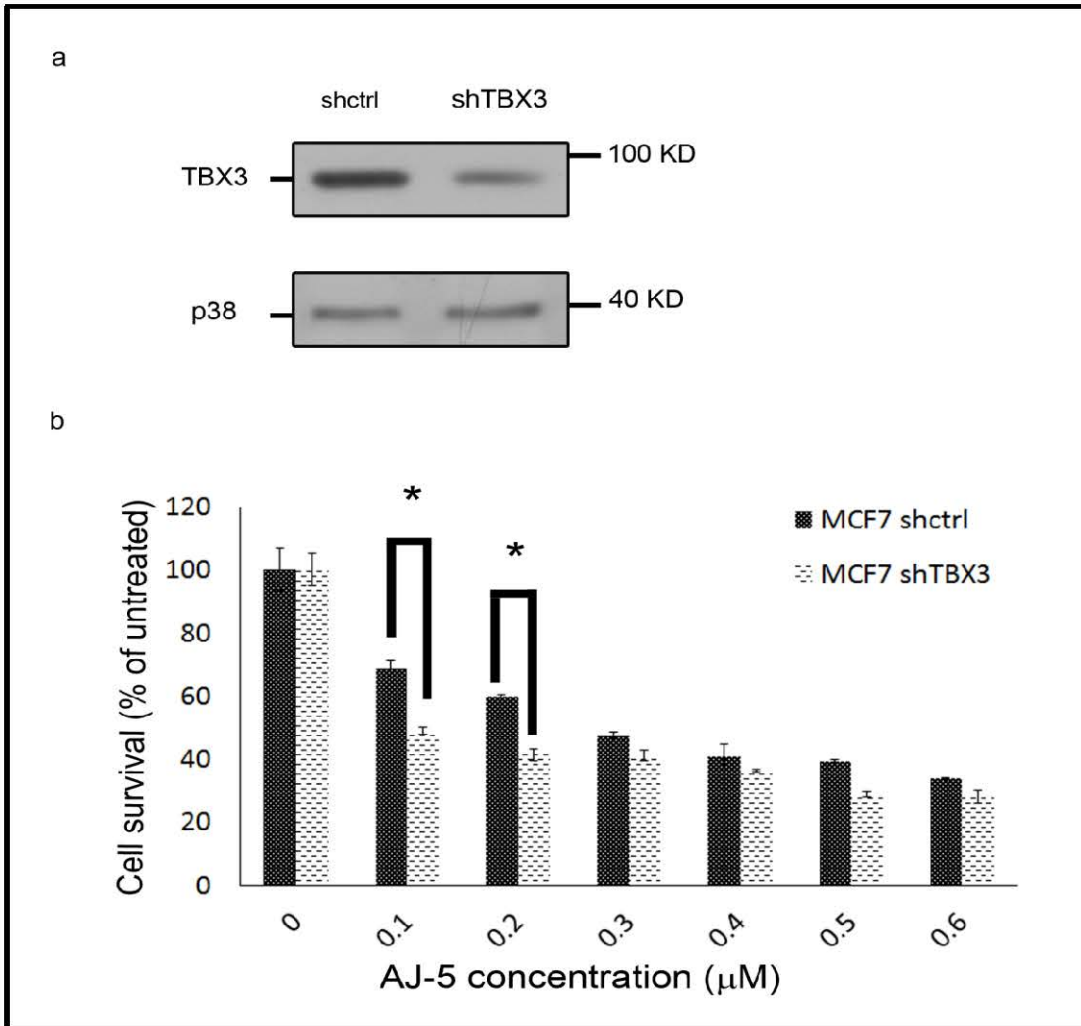 a
shctrl shTBX3
TBX3
100 KD
p38
40 KD
b
Cell survival (% of untreated)
120
100
80
60
40
20
0
*
*
MCF7 shctrl
MCF7 shTBX3
0 0.1 0.2 0.3 0.4 0.5 0.6
AJ-5 concentration (µM)